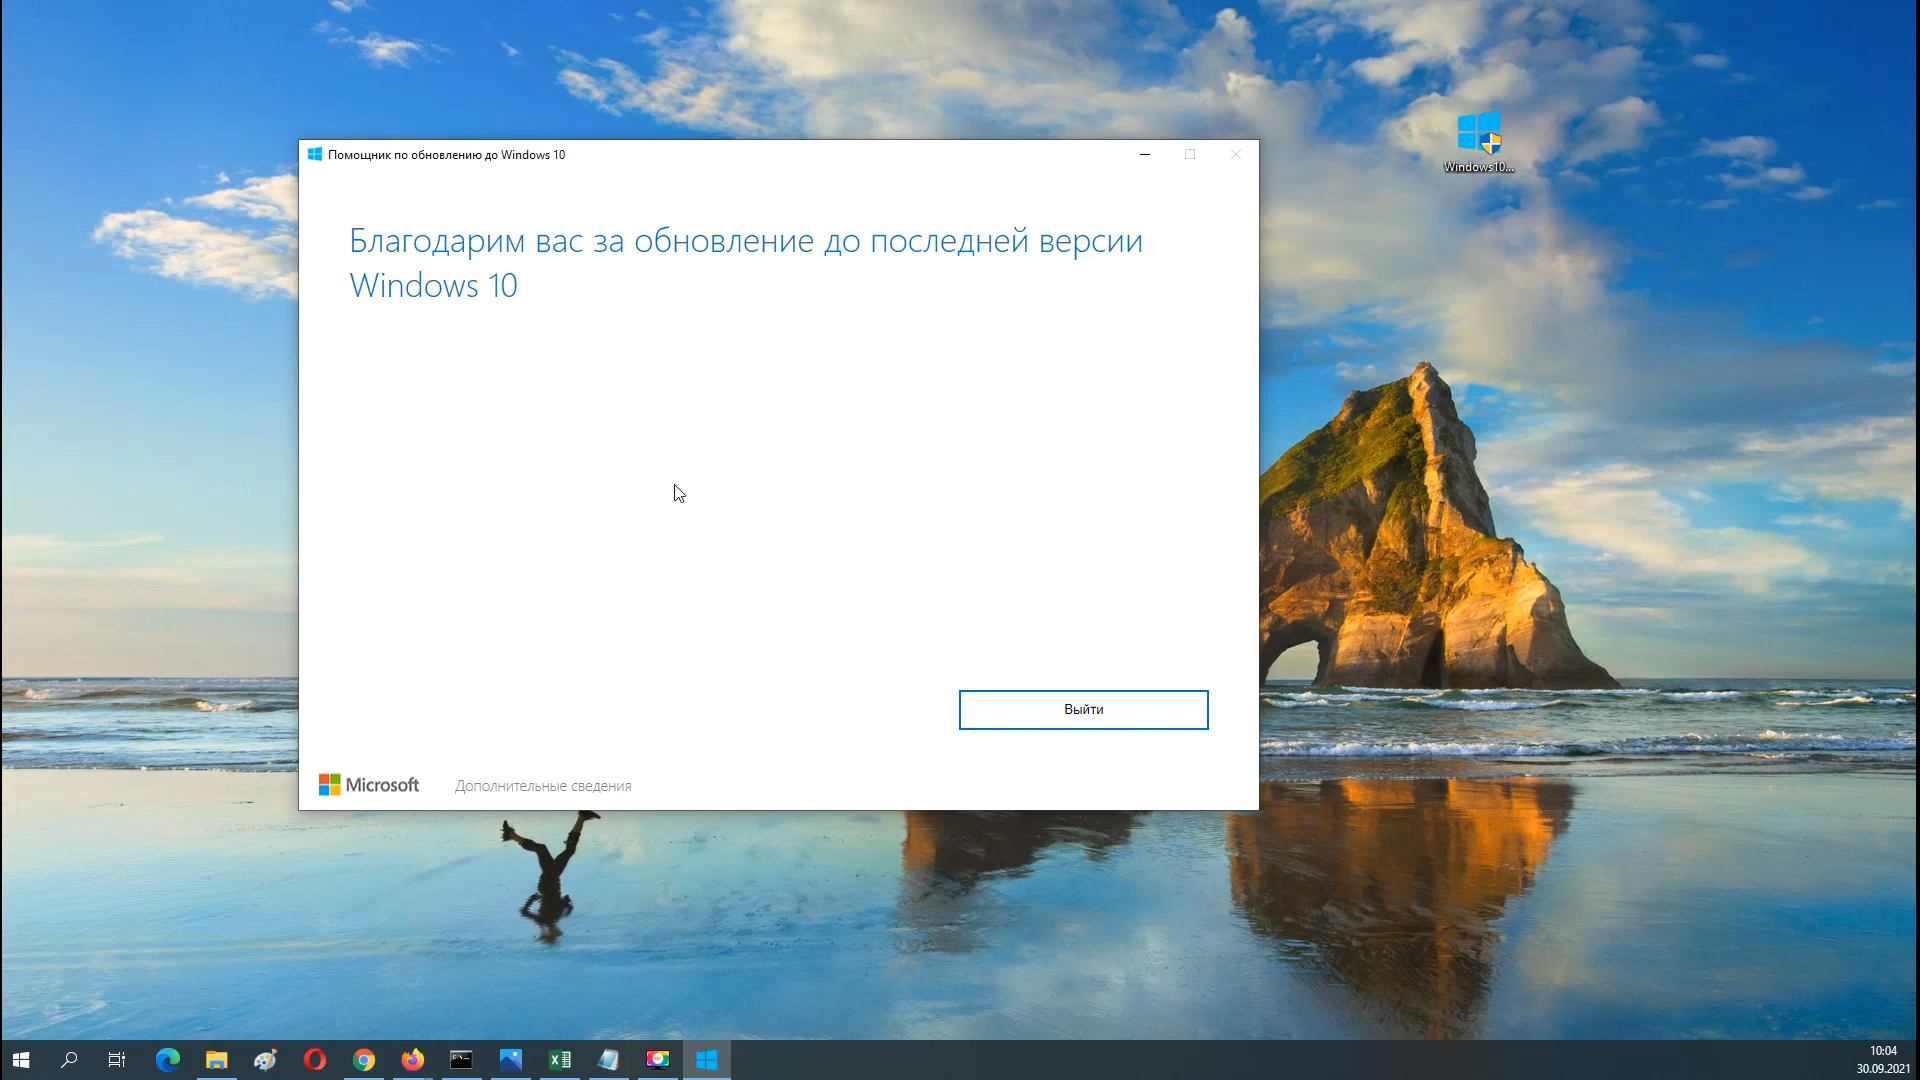 Помощник по обновлению до Windows 10
Windows10...
Благодарим вас за обновление до последней версии
Windows 10
Выйти
Microsoft
Дополнительные сведения
10:04
30.09.2021